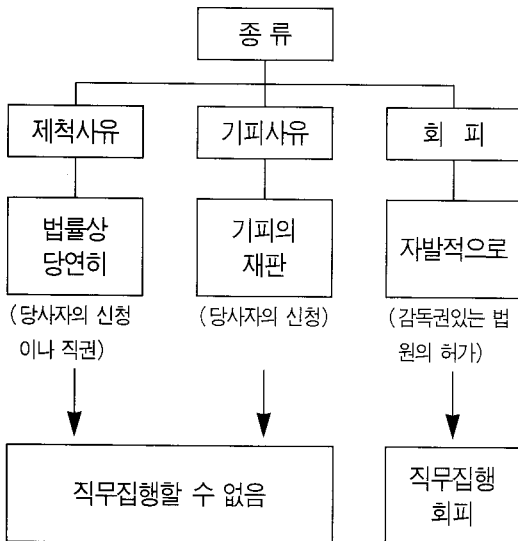 종 류
제척사유
기피사유
회 피
법률상
당연히
기피의
재판
자발적으로
(당사자의 신청
이나 직권)
(당사자의 신청)
(감독권있는 법
원의 허가)
직무집행할 수 없음
직무집행
회피